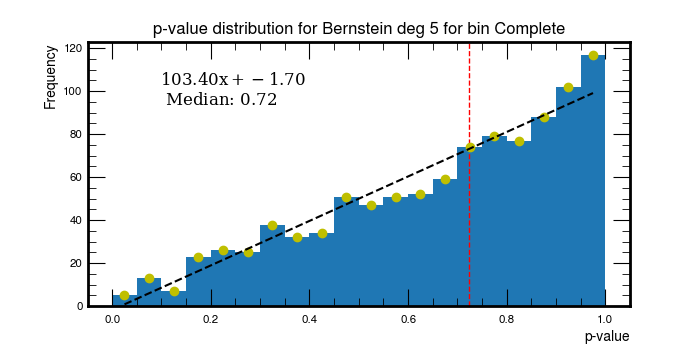 p-value distribution for Bernstein deg 5 for bin Complete
Frequency
120
100
80
60
40
20
0
103.40x + −1.70
Median: 0.72
0.0 0.2 0.4 0.6 0.8 1.0
p-value